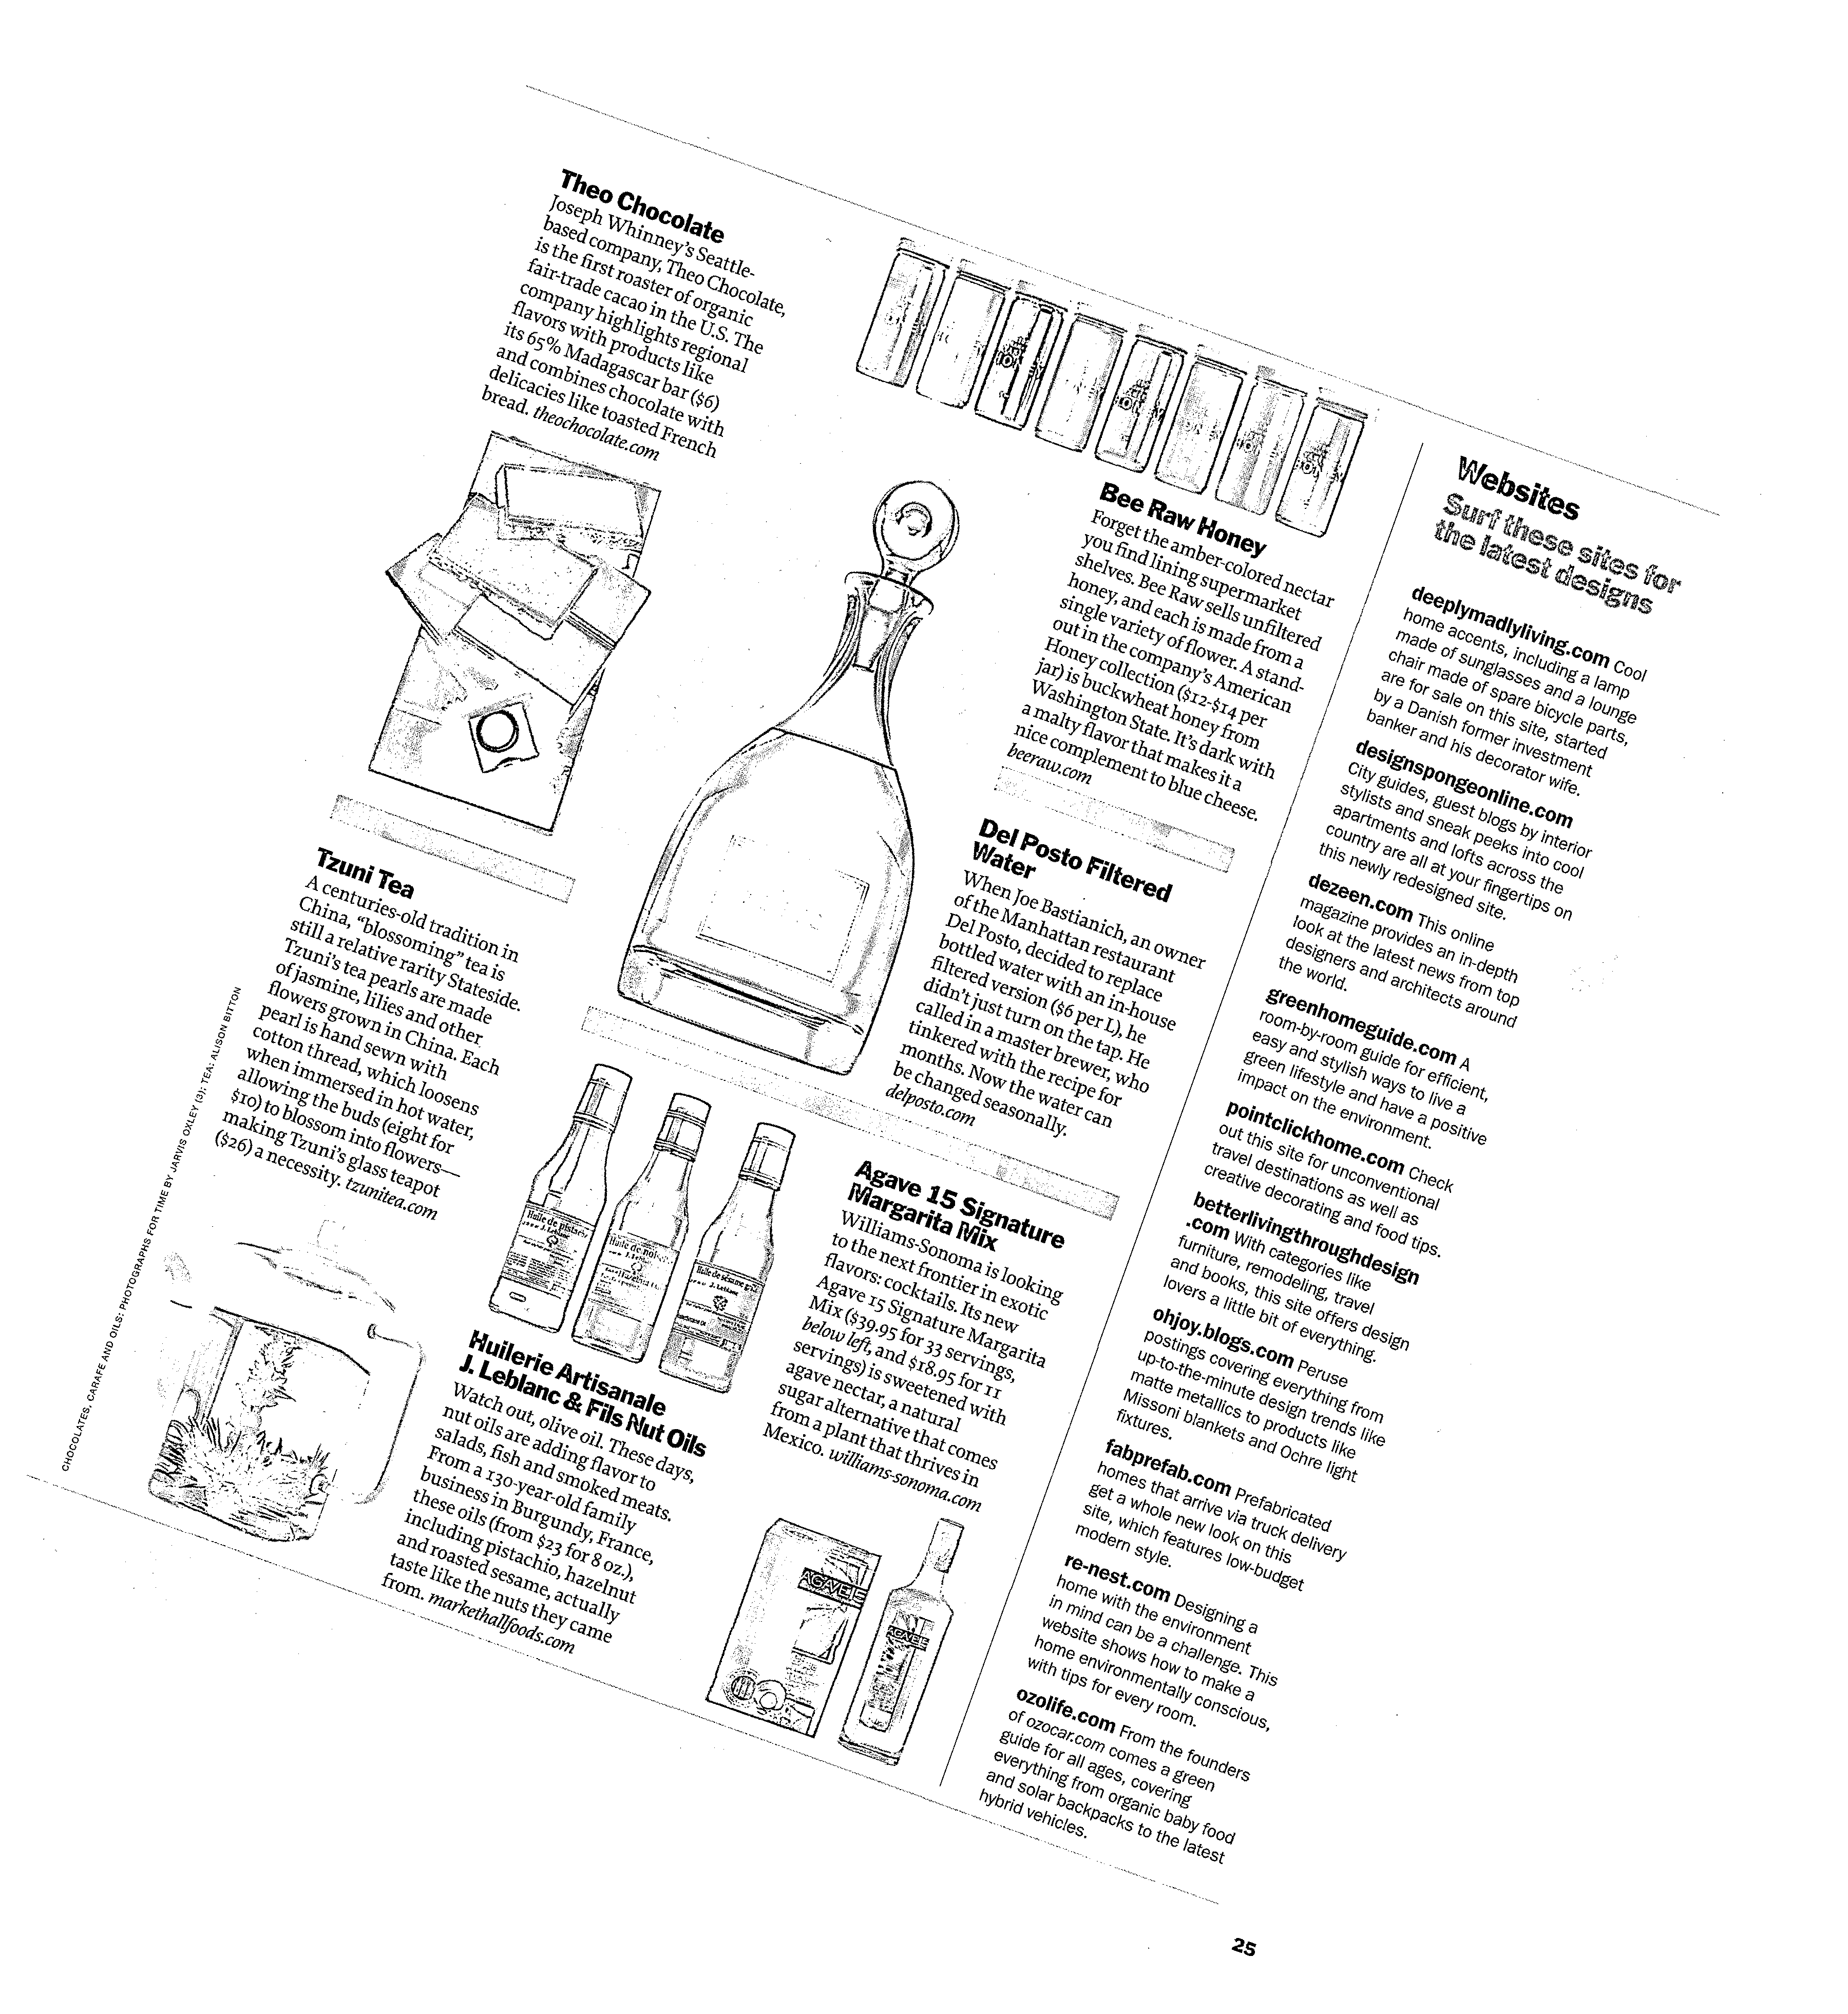 Theo Chocolate
Joseph Whinney's Seattle-
based company, Theo Chocolate,
is the first roaster of organic
fair-trade cacao in the U.S. The
company highlights regional
flavors with products like
its 65% Madagascar bar ($6)
and combines chocolate with
delicacies like toasted French
bread. theochocolate.com
Tzuni Tea
A centuries-old tradition in
China, "blossoming" tea is
still a relative rarity Stateside.
Tzuni's tea pearls are made
of jasmine, lilies and other
flowers grown in China. Each
pearl is hand sewn with
cotton thread, which loosens
when immersed in hot water,
allowing the buds (eight for
$10) to blossom into flowers—
making Tzuni's glass teapot
($26) a necessity. tzunitea.com
CHOCOLATES, CARAFE AND OILS: PHOTOGRAPHS FOR TIME BY JARVIS OXLEY (3); TEA: ALISON BITTON
Huile de pistache
J. Leblanc
Huile de noisette
Huile de sésame grillé
J. Leblanc
Huilerie Artisanale
J. Leblanc & Fils Nut Oils
Watch out, olive oil. These days,
nut oils are adding flavor to
salads, fish and smoked meats.
From a 130-year-old family
business in Burgundy, France,
these oils (from $23 for 8 oz.),
including pistachio, hazelnut
and roasted sesame, actually
taste like the nuts they came
from. markethallfoods.com
Bee Raw Honey
Forget the amber-colored nectar
you find lining supermarket
shelves. Bee Raw sells unfiltered
honey, and each is made from a
single variety of flower. A stand-
out in the company's American
Honey collection ($12-$14 per
jar) is buckwheat honey from
Washington State. It's dark with
a malty flavor that makes it a
nice complement to blue cheese.
beeraw.com
Del Posto Filtered
Water
When Joe Bastianich, an owner
of the Manhattan restaurant
Del Posto, decided to replace
bottled water with an in-house
filtered version ($6 per L), he
didn't just turn on the tap. He
called in a master brewer, who
tinkered with the recipe for
months. Now the water can
be changed seasonally.
delposto.com
Agave 15 Signature
Margarita Mix
Williams-Sonoma is looking
to the next frontier in exotic
flavors: cocktails. Its new
Agave 15 Signature Margarita
Mix ($39.95 for 33 servings,
below left, and $18.95 for 11
servings) is sweetened with
agave nectar, a natural
sugar alternative that comes
from a plant that thrives in
Mexico. williams-sonoma.com
AGAVE15
AGAVE15
Websites
Surf these sites for
the latest designs
deeplymadlyliving.com Cool
home accents, including a lamp
made of sunglasses and a lounge
chair made of spare bicycle parts,
are for sale on this site, started
by a Danish former investment
banker and his decorator wife.
designspongeonline.com
City guides, guest blogs by interior
stylists and sneak peeks into cool
apartments and lofts across the
country are all at your fingertips on
this newly redesigned site.
dezeen.com This online
magazine provides an in-depth
look at the latest news from top
designers and architects around
the world.
greenhomeguide.com A
room-by-room guide for efficient,
easy and stylish ways to live a
green lifestyle and have a positive
impact on the environment.
pointclickhome.com Check
out this site for unconventional
travel destinations as well as
creative decorating and food tips.
betterlivingthroughdesign
.com With categories like
furniture, remodeling, travel
and books, this site offers design
lovers a little bit of everything.
ohjoy.blogs.com Peruse
postings covering everything from
up-to-the-minute design trends like
matte metallics to products like
Missoni blankets and Ochre light
fixtures.
fabprefab.com Prefabricated
homes that arrive via truck delivery
get a whole new look on this
site, which features low-budget
modern style.
re-nest.com Designing a
home with the environment
in mind can be a challenge. This
website shows how to make a
home environmentally conscious,
with tips for every room.
ozolife.com From the founders
of ozocar.com comes a green
guide for all ages, covering
everything from organic baby food
and solar backpacks to the latest
hybrid vehicles.
25